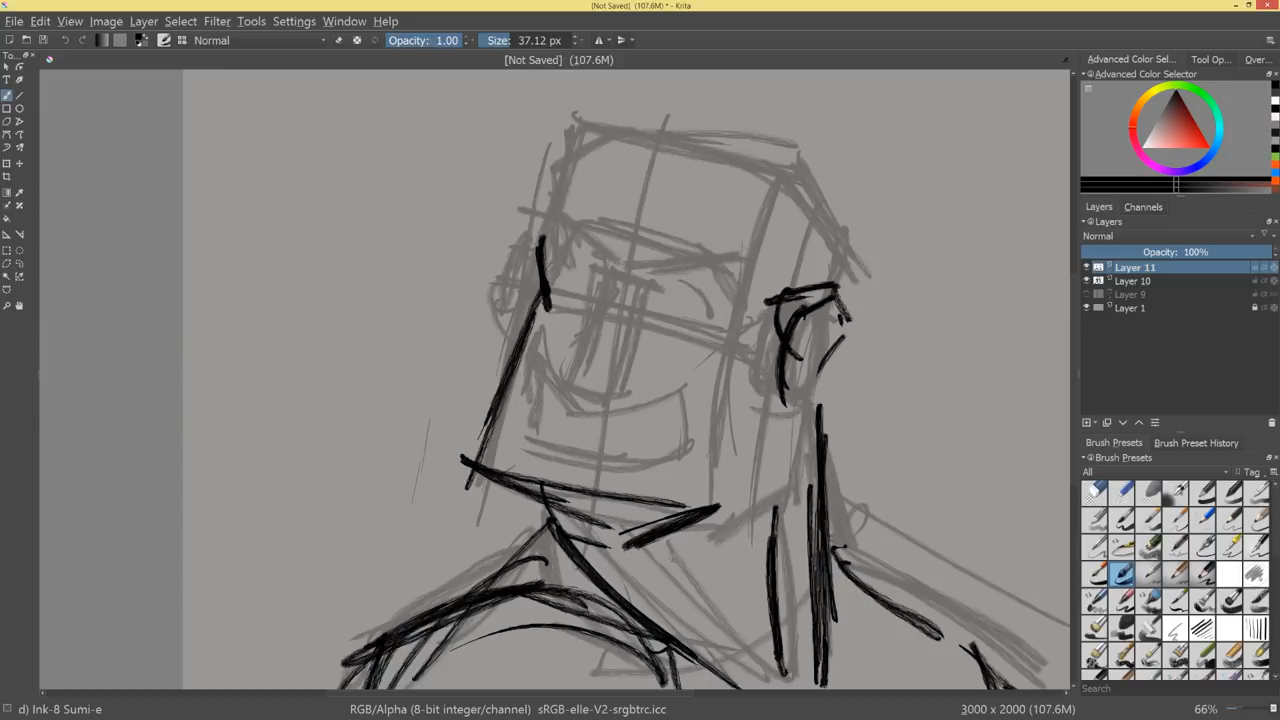 [Not Saved] (107.6M) * - Krita
File Edit View Image Layer Select Filter Tools Settings Window Help
Normal Opacity: 1.00 Size: 37.12 px
To...
[Not Saved] (107.6M)
Advanced Color Sel... Tool Op... Over...
Advanced Color Selector
Layers Channels
Layers
Normal
Opacity: 100%
Layer 11
Layer 10
Layer 9
Layer 1
Brush Presets Brush Preset History
Brush Presets
All Tag
Search
d) Ink-8 Sumi-e RGB/Alpha (8-bit integer/channel) sRGB-elle-V2-srgbtrc.icc 3000 x 2000 (107.6M) 66%